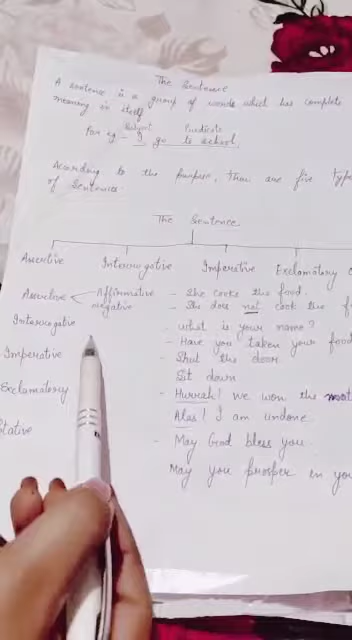 The Sentence
A sentence is a group of words which has complete
meaning in itself
Subject Predicate
For eg - I go to school.
According to the purpose, there are five type
of Sentences.
The Sentence
Assertive Interrogative Imperative Exclamatory
Assertive Affirmative - She cooks the food.
negative - She does not cook the f
Interrogative - what is your name?
- Have you taken your food
Imperative - Shut the door
Sit down
Exclamatory - Hurrah! we won the mat
Alas! I am undone.
tative - May God bless you.
May you prosper in you